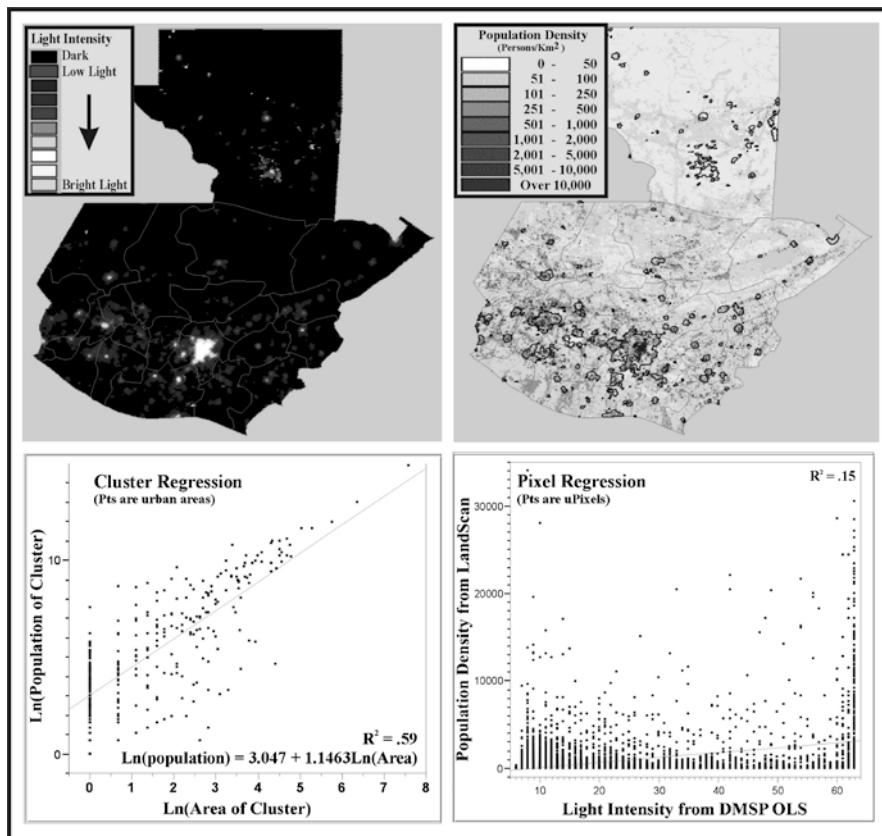 Light Intensity
Dark
Low Light
Bright Light
Population Density
(Persons/Km²)
0 - 50
51 - 100
101 - 250
251 - 500
501 - 1,000
1,001 - 2,000
2,001 - 5,000
5,001 - 10,000
Over 10,000
Cluster Regression
(Pts are urban areas)
Ln(Population of Cluster)
10
0
R² = .59
Ln(population) = 3.047 + 1.1463Ln(Area)
0 1 2 3 4 5 6 7 8
Ln(Area of Cluster)
Pixel Regression
(Pts are uPixels)
R² = .15
Population Density from LandScan
30000
20000
10000
0
10 20 30 40 50 60
Light Intensity from DMSP OLS